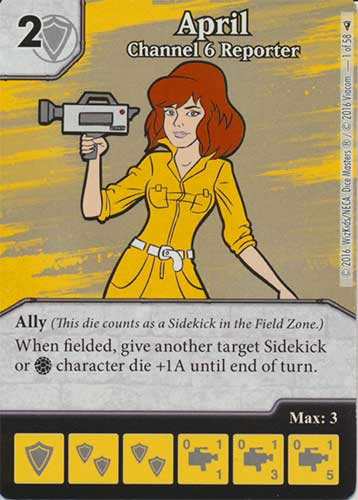 2
April
Channel 6 Reporter
1 of 58
© 2016 WizKids/NECA. Dice Masters ® / © 2016 Viacom
Ally (This die counts as a Sidekick in the Field Zone.)
When fielded, give another target Sidekick
or character die +1A until end of turn.
Max: 3
0 1 1
0 1 3
0 1 5